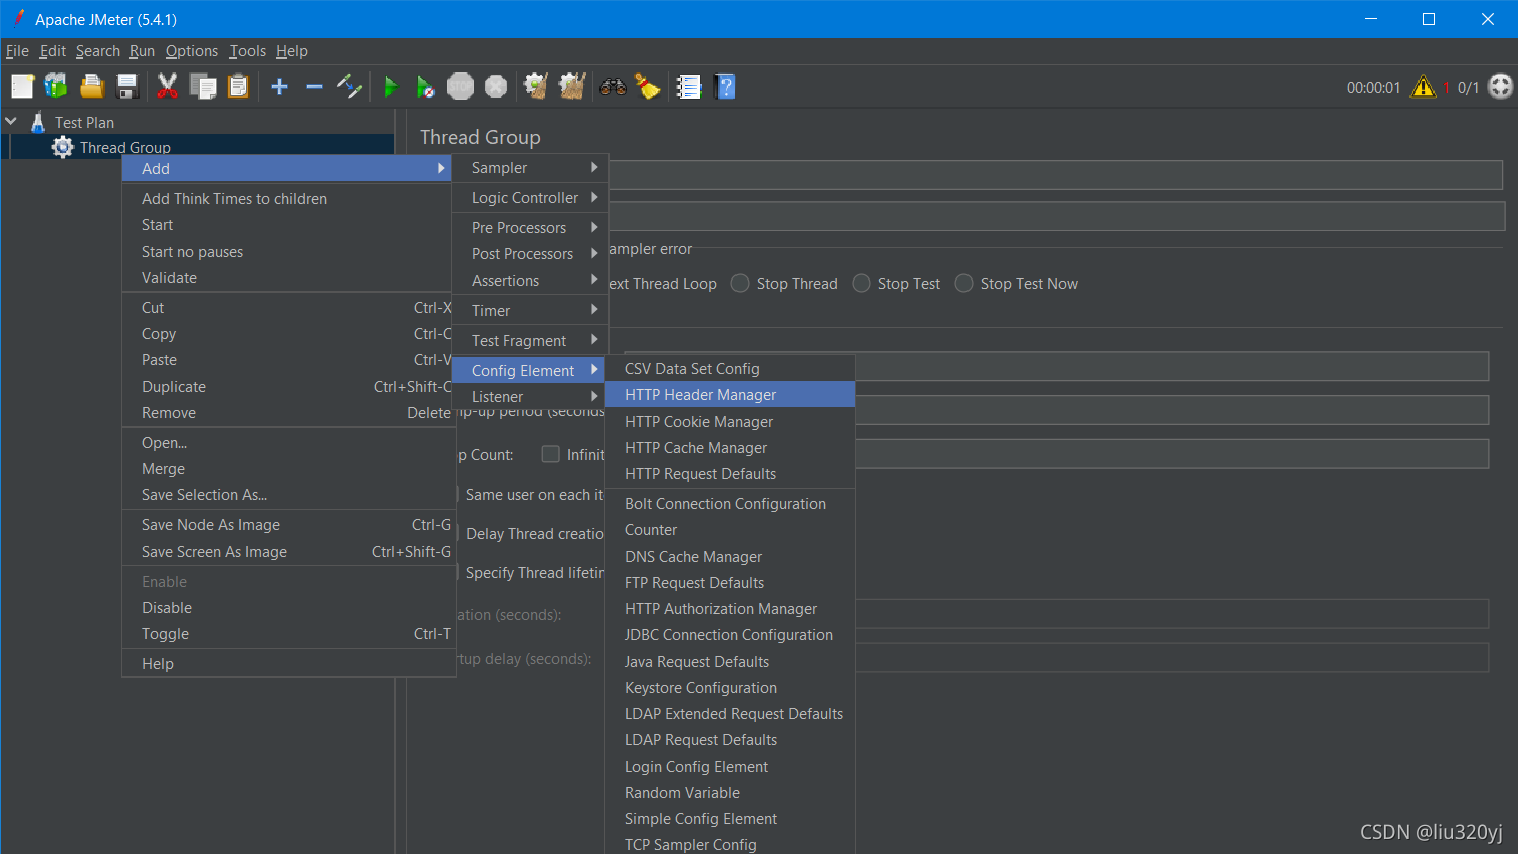 Apache JMeter (5.4.1)
File Edit Search Run Options Tools Help
STOP
00:00:01 1 0/1
Test Plan
Thread Group
Thread Group
Add
Add Think Times to children
Start
Start no pauses
Validate
Cut Ctrl-X
Copy Ctrl-C
Paste Ctrl-V
Duplicate Ctrl+Shift-C
Remove Delete
Open...
Merge
Save Selection As...
Save Node As Image Ctrl-G
Save Screen As Image Ctrl+Shift-G
Enable
Disable
Toggle Ctrl-T
Help
Sampler
Logic Controller
Pre Processors
Post Processors
Assertions
Timer
Test Fragment
Config Element
Listener
CSV Data Set Config
HTTP Header Manager
HTTP Cookie Manager
HTTP Cache Manager
HTTP Request Defaults
Bolt Connection Configuration
Counter
DNS Cache Manager
FTP Request Defaults
HTTP Authorization Manager
JDBC Connection Configuration
Java Request Defaults
Keystore Configuration
LDAP Extended Request Defaults
LDAP Request Defaults
Login Config Element
Random Variable
Simple Config Element
TCP Sampler Config
ampler error
ext Thread Loop Stop Thread Stop Test Stop Test Now
p-up period (seconds
p Count: Infinit
Same user on each it
Delay Thread creatio
Specify Thread lifetim
ation (seconds):
rtup delay (seconds):
CSDN @liu320yj